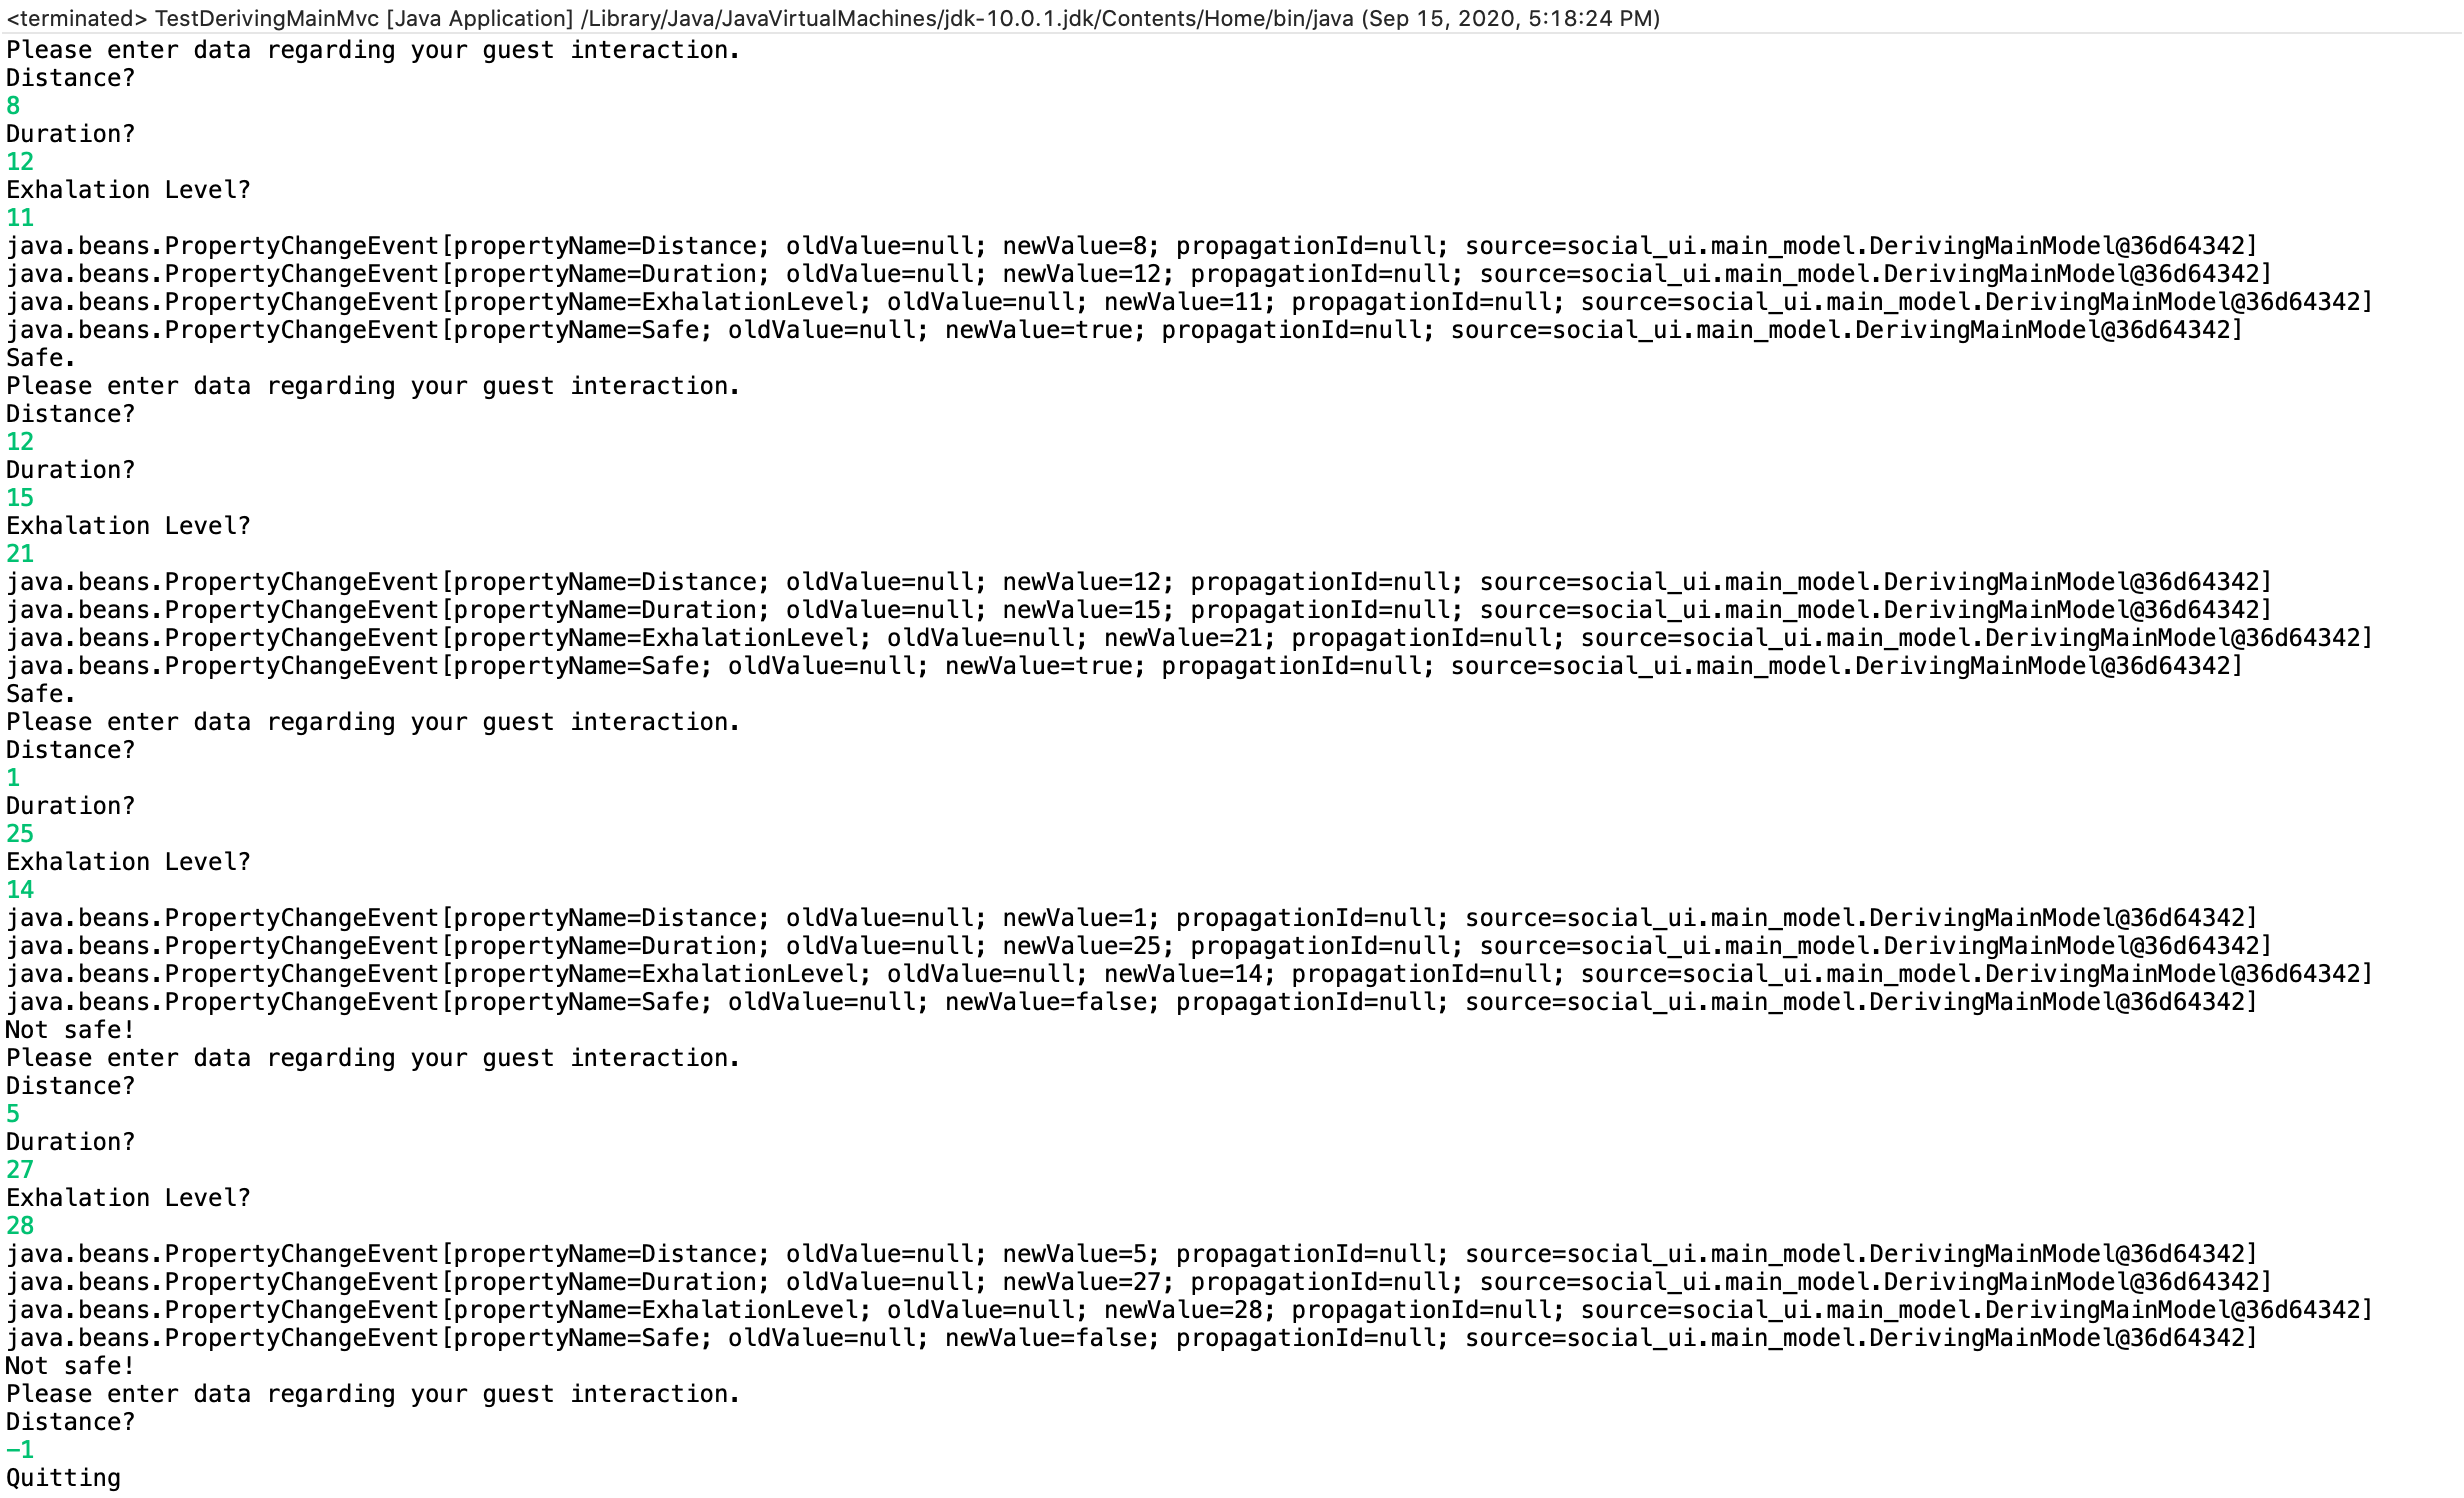 <terminated> TestDerivingMainMvc [Java Application] /Library/Java/JavaVirtualMachines/jdk-10.0.1.jdk/Contents/Home/bin/java (Sep 15, 2020, 5:18:24 PM)
Please enter data regarding your guest interaction.
Distance?
8
Duration?
12
Exhalation Level?
11
java.beans.PropertyChangeEvent[propertyName=Distance; oldValue=null; newValue=8; propagationId=null; source=social_ui.main_model.DerivingMainModel@36d64342]
java.beans.PropertyChangeEvent[propertyName=Duration; oldValue=null; newValue=12; propagationId=null; source=social_ui.main_model.DerivingMainModel@36d64342]
java.beans.PropertyChangeEvent[propertyName=ExhalationLevel; oldValue=null; newValue=11; propagationId=null; source=social_ui.main_model.DerivingMainModel@36d64342]
java.beans.PropertyChangeEvent[propertyName=Safe; oldValue=null; newValue=true; propagationId=null; source=social_ui.main_model.DerivingMainModel@36d64342]
Safe.
Please enter data regarding your guest interaction.
Distance?
12
Duration?
15
Exhalation Level?
21
java.beans.PropertyChangeEvent[propertyName=Distance; oldValue=null; newValue=12; propagationId=null; source=social_ui.main_model.DerivingMainModel@36d64342]
java.beans.PropertyChangeEvent[propertyName=Duration; oldValue=null; newValue=15; propagationId=null; source=social_ui.main_model.DerivingMainModel@36d64342]
java.beans.PropertyChangeEvent[propertyName=ExhalationLevel; oldValue=null; newValue=21; propagationId=null; source=social_ui.main_model.DerivingMainModel@36d64342]
java.beans.PropertyChangeEvent[propertyName=Safe; oldValue=null; newValue=true; propagationId=null; source=social_ui.main_model.DerivingMainModel@36d64342]
Safe.
Please enter data regarding your guest interaction.
Distance?
1
Duration?
25
Exhalation Level?
14
java.beans.PropertyChangeEvent[propertyName=Distance; oldValue=null; newValue=1; propagationId=null; source=social_ui.main_model.DerivingMainModel@36d64342]
java.beans.PropertyChangeEvent[propertyName=Duration; oldValue=null; newValue=25; propagationId=null; source=social_ui.main_model.DerivingMainModel@36d64342]
java.beans.PropertyChangeEvent[propertyName=ExhalationLevel; oldValue=null; newValue=14; propagationId=null; source=social_ui.main_model.DerivingMainModel@36d64342]
java.beans.PropertyChangeEvent[propertyName=Safe; oldValue=null; newValue=false; propagationId=null; source=social_ui.main_model.DerivingMainModel@36d64342]
Not safe!
Please enter data regarding your guest interaction.
Distance?
5
Duration?
27
Exhalation Level?
28
java.beans.PropertyChangeEvent[propertyName=Distance; oldValue=null; newValue=5; propagationId=null; source=social_ui.main_model.DerivingMainModel@36d64342]
java.beans.PropertyChangeEvent[propertyName=Duration; oldValue=null; newValue=27; propagationId=null; source=social_ui.main_model.DerivingMainModel@36d64342]
java.beans.PropertyChangeEvent[propertyName=ExhalationLevel; oldValue=null; newValue=28; propagationId=null; source=social_ui.main_model.DerivingMainModel@36d64342]
java.beans.PropertyChangeEvent[propertyName=Safe; oldValue=null; newValue=false; propagationId=null; source=social_ui.main_model.DerivingMainModel@36d64342]
Not safe!
Please enter data regarding your guest interaction.
Distance?
-1
Quitting